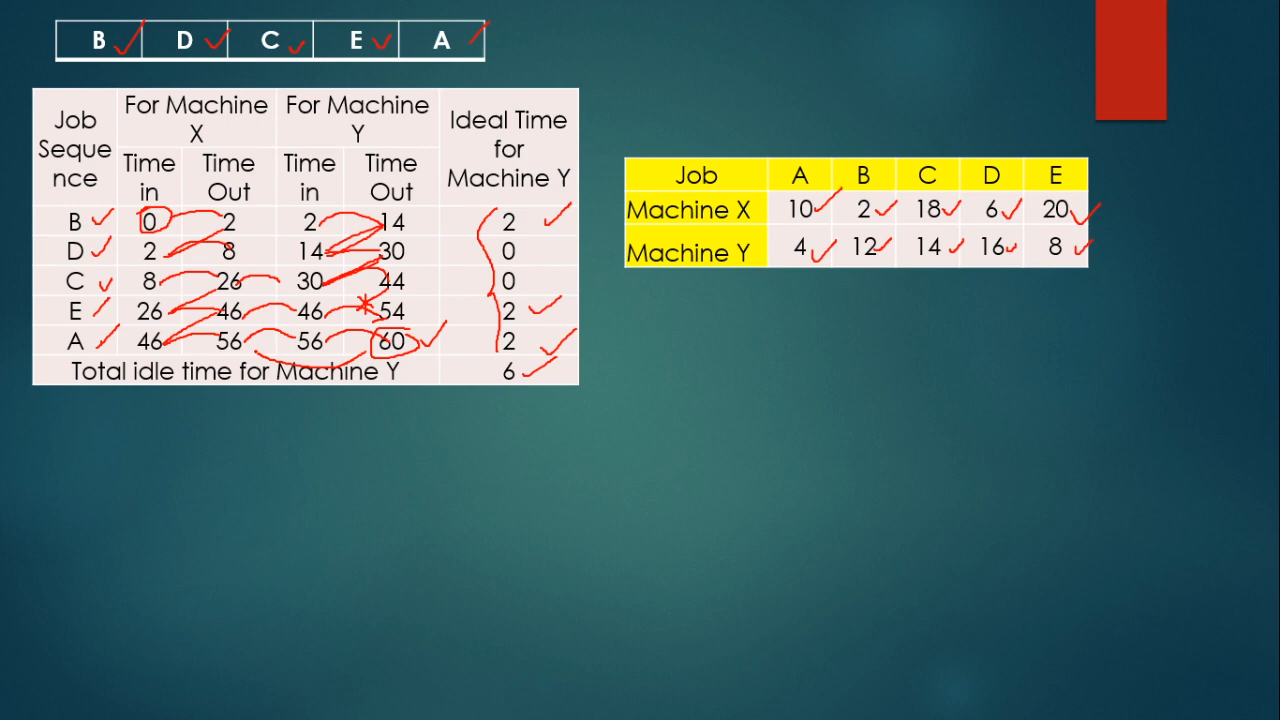 B D C E A
Job Seque nce
For Machine X
For Machine Y
Ideal Time for Machine Y
Time in
Time Out
Time in
Time Out
B 0 2 2 14 2
D 2 8 14 30 0
C 8 26 30 44 0
E 26 46 46 54 2
A 46 56 56 60 2
Total idle time for Machine Y 6
Job A B C D E
Machine X 10 2 18 6 20
Machine Y 4 12 14 16 8